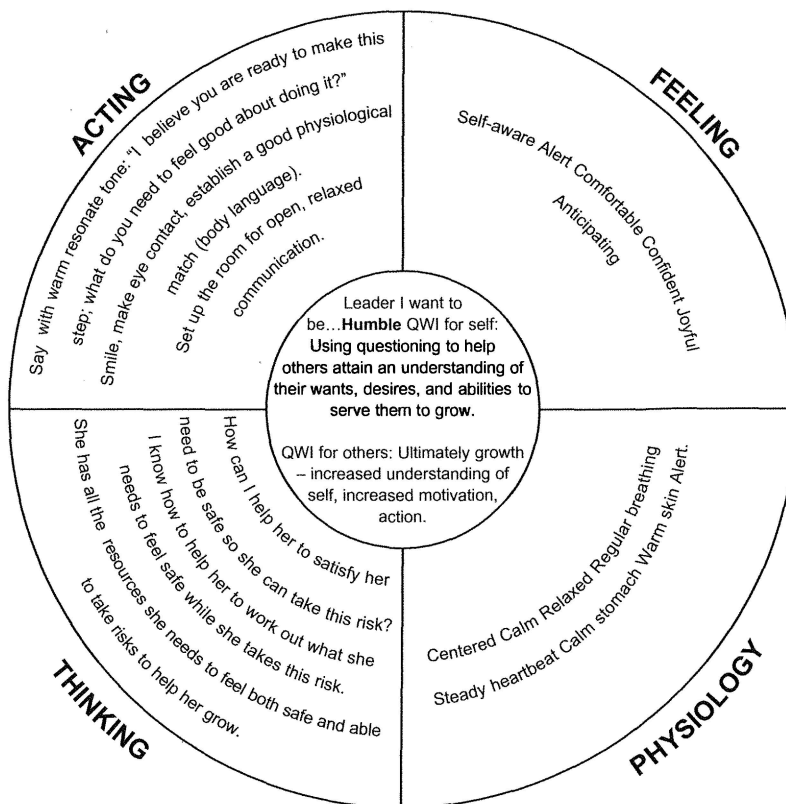 ACTING
Say with warm resonate tone: "I believe you are ready to make this
step; what do you need to feel good about doing it?"
Smile, make eye contact, establish a good physiological
match (body language).
Set up the room for open, relaxed
communication.
FEELING
Self-aware Alert Comfortable Confident Joyful
Anticipating
Leader I want to
be...Humble QWI for self:
Using questioning to help
others attain an understanding of
their wants, desires, and abilities to
serve them to grow.
QWI for others: Ultimately growth
– increased understanding of
self, increased motivation,
action.
THINKING
How can I help her to satisfy her
need to be safe so she can take this risk?
I know how to help her to work out what she
needs to feel safe while she takes this risk.
She has all the resources she needs to feel both safe and able
to take risks to help her grow.
PHYSIOLOGY
Centered Calm Relaxed Regular breathing
Steady heartbeat Calm stomach Warm skin Alert.